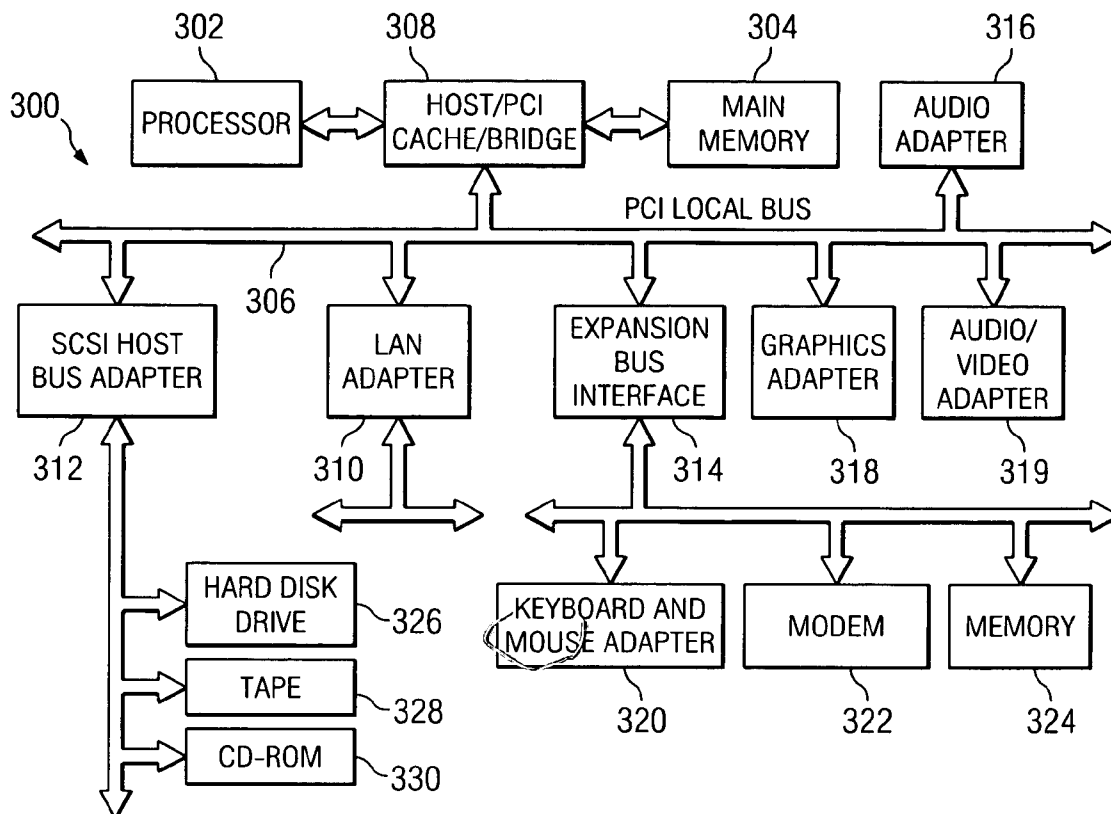 302
308
304
316
300
PROCESSOR
HOST/PCI
CACHE/BRIDGE
MAIN
MEMORY
AUDIO
ADAPTER
PCI LOCAL BUS
306
SCSI HOST
BUS ADAPTER
LAN
ADAPTER
EXPANSION
BUS
INTERFACE
GRAPHICS
ADAPTER
AUDIO/
VIDEO
ADAPTER
312
310
314
318
319
HARD DISK
DRIVE
326
TAPE
328
CD-ROM
330
KEYBOARD AND
MOUSE ADAPTER
MODEM
MEMORY
320
322
324